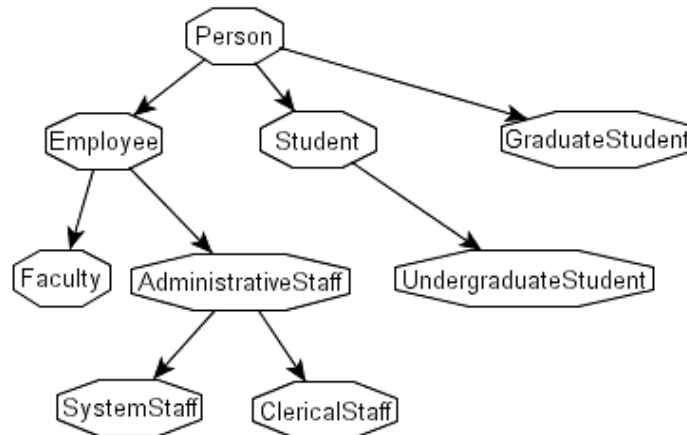 Person
Employee
Student
GraduateStudent
Faculty
AdministrativeStaff
UndergraduateStudent
SystemStaff
ClericalStaff